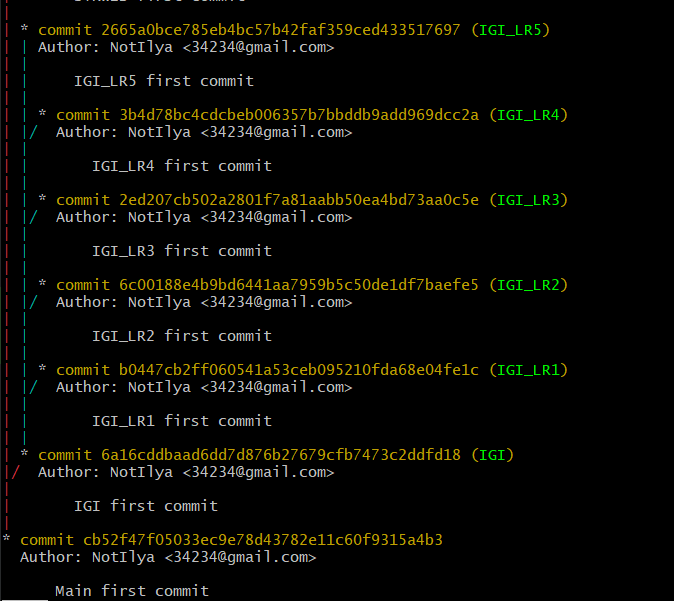 * commit 2665a0bce785eb4bc57b42faf359ced433517697 (IGI_LR5)
| Author: NotIlya <34234@gmail.com>
|
| IGI_LR5 first commit
|
| * commit 3b4d78bc4cdcbeb006357b7bbddb9add969dcc2a (IGI_LR4)
|/ Author: NotIlya <34234@gmail.com>
|
| IGI_LR4 first commit
|
| * commit 2ed207cb502a2801f7a81aabb50ea4bd73aa0c5e (IGI_LR3)
|/ Author: NotIlya <34234@gmail.com>
|
| IGI_LR3 first commit
|
| * commit 6c00188e4b9bd6441aa7959b5c50de1df7baefe5 (IGI_LR2)
|/ Author: NotIlya <34234@gmail.com>
|
| IGI_LR2 first commit
|
| * commit b0447cb2ff060541a53ceb095210fda68e04fe1c (IGI_LR1)
|/ Author: NotIlya <34234@gmail.com>
|
| IGI_LR1 first commit
|
* commit 6a16cddbaad6dd7d876b27679cfb7473c2ddfd18 (IGI)
|/ Author: NotIlya <34234@gmail.com>
|
| IGI first commit
|
* commit cb52f47f05033ec9e78d43782e11c60f9315a4b3
Author: NotIlya <34234@gmail.com>
Main first commit